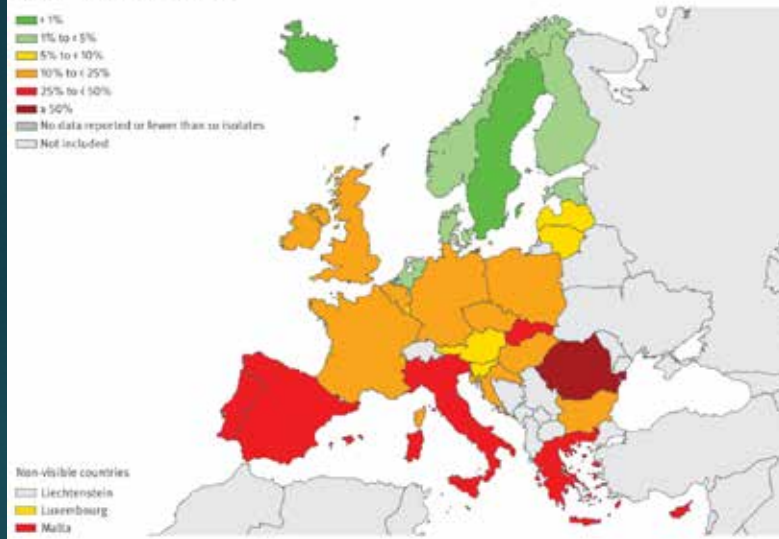 < 1%
1% to < 5%
5% to < 10%
10% to < 25%
25% to < 50%
≥ 50%
No data reported or fewer than 10 isolates
Not included
Non-visible countries
Liechtenstein
Luxembourg
Malta